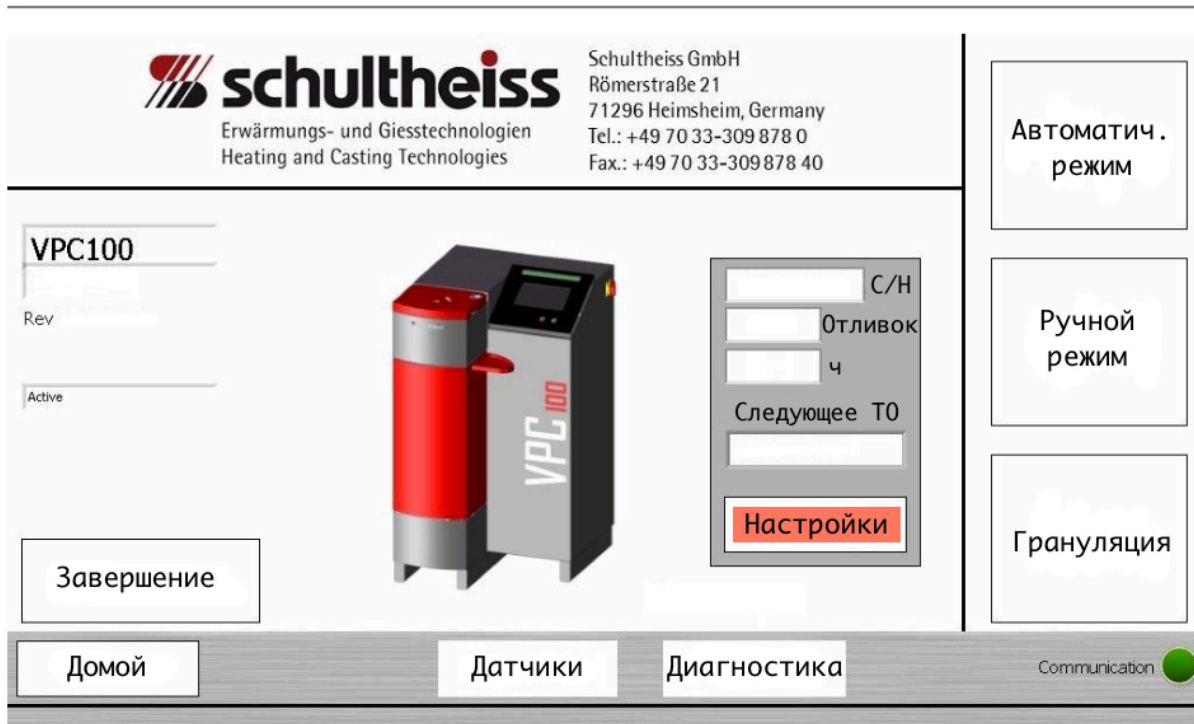 schultheiss
Erwärmungs- und Giesstechnologien
Heating and Casting Technologies
Schultheiss GmbH
Römerstraße 21
71296 Heimsheim, Germany
Tel.: +49 70 33-309 878 0
Fax.: +49 70 33-309 878 40
Автоматич.
режим
VPC100
Rev
Active
VPC 100
С/Н
Отливок
ч
Следующее ТО
Настройки
Ручной
режим
Грануляция
Завершение
Домой
Датчики
Диагностика
Communication